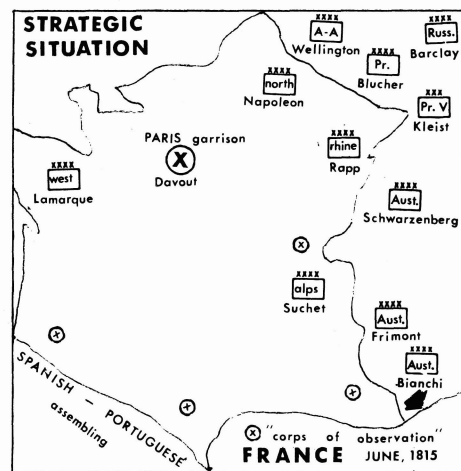 STRATEGIC
SITUATION
XXXX
A-A
Wellington
XXXX
Russ.
Barclay
XXXX
Pr.
Blucher
XXXX
north
Napoleon
XXX
Pr. V
Kleist
PARIS garrison
X
Davout
XXXX
rhine
Rapp
XXXX
west
Lamarque
XXXX
Aust.
Schwarzenberg
x
XXXX
alps
Suchet
XXXX
Aust.
Frimont
x
XXXX
Aust.
Bianchi
SPANISH – PORTUGUESE
assembling
x
x
x "corps of observation"
FRANCE JUNE, 1815